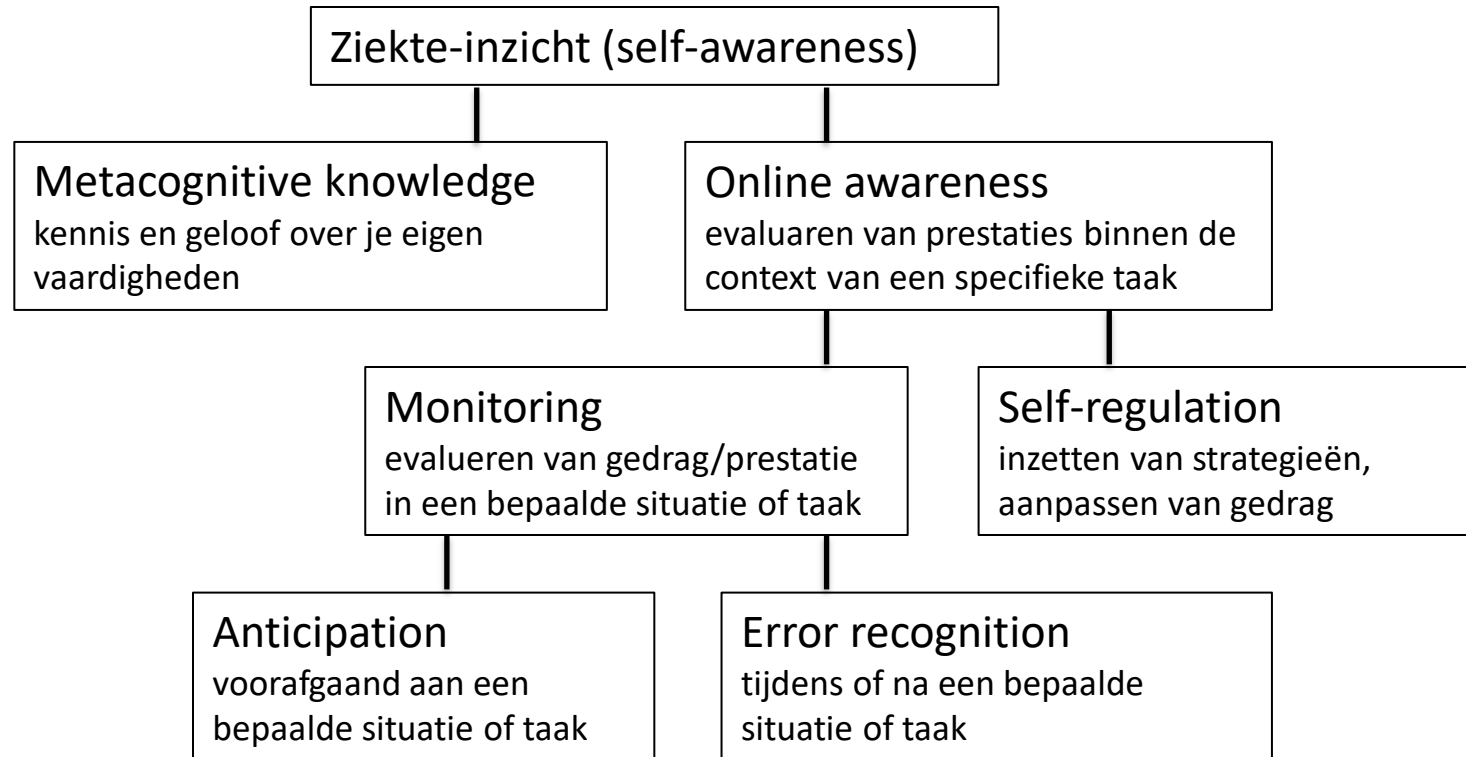 Ziekte-inzicht (self-awareness)
Metacognitive knowledge
kennis en geloof over je eigen
vaardigheden
Online awareness
evaluaren van prestaties binnen de
context van een specifieke taak
Monitoring
evalueren van gedrag/prestatie
in een bepaalde situatie of taak
Self-regulation
inzetten van strategieën,
aanpassen van gedrag
Anticipation
voorafgaand aan een
bepaalde situatie of taak
Error recognition
tijdens of na een bepaalde
situatie of taak